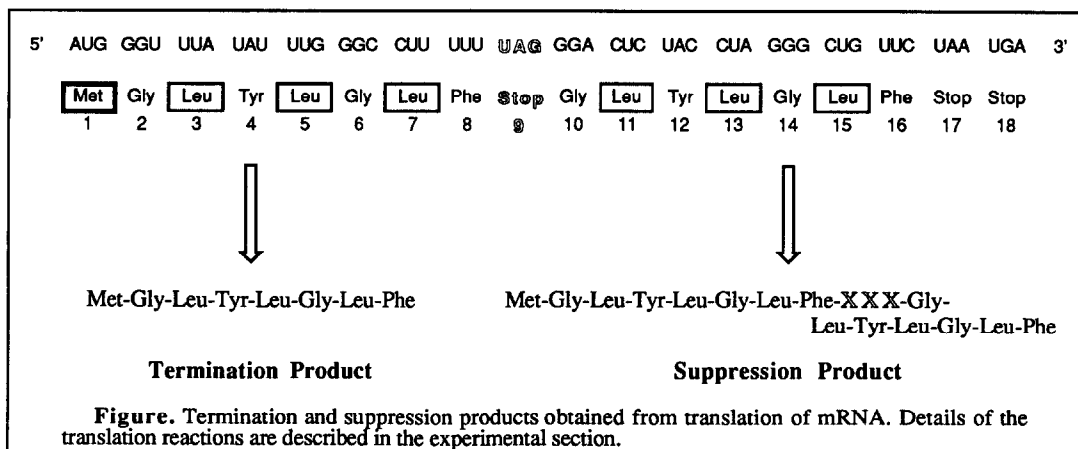 5' AUG GGU UUA UAU UUG GGC CUU UUU UAG GGA CUC UAC CUA GGG CUG UUC UAA UGA 3'
Met Gly Leu Tyr Leu Gly Leu Phe Stop Gly Leu Tyr Leu Gly Leu Phe Stop Stop
1 2 3 4 5 6 7 8 9 10 11 12 13 14 15 16 17 18
Met-Gly-Leu-Tyr-Leu-Gly-Leu-Phe
Met-Gly-Leu-Tyr-Leu-Gly-Leu-Phe-XXX-Gly-
Leu-Tyr-Leu-Gly-Leu-Phe
Termination Product
Suppression Product
Figure. Termination and suppression products obtained from translation of mRNA. Details of the
translation reactions are described in the experimental section.